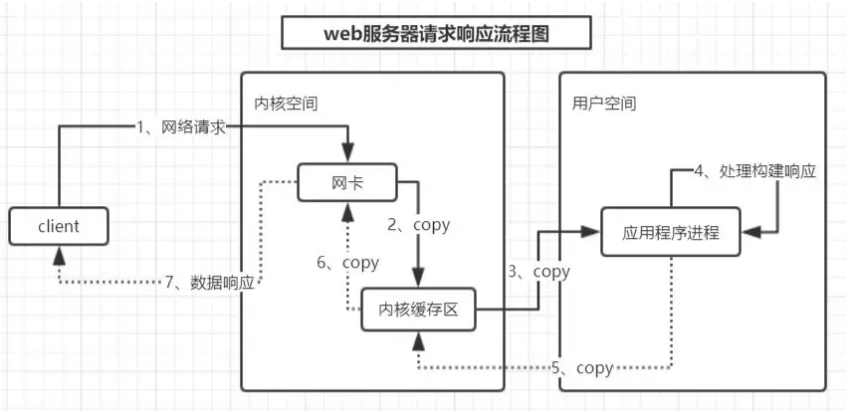 web服务器请求响应流程图
内核空间
用户空间
1、网络请求
网卡
4、处理构建响应
client
2、copy
应用程序进程
6、copy
3、copy
7、数据响应
内核缓存区
5、copy